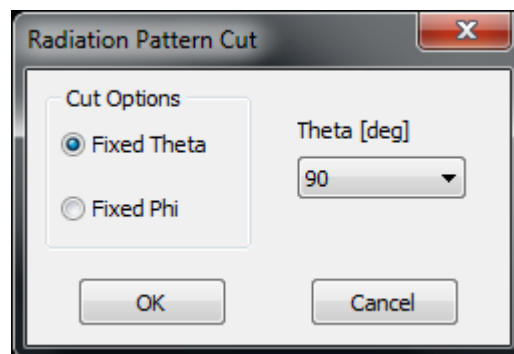 Radiation Pattern Cut
Cut Options
Fixed Theta
Fixed Phi
Theta [deg]
90
OK
Cancel